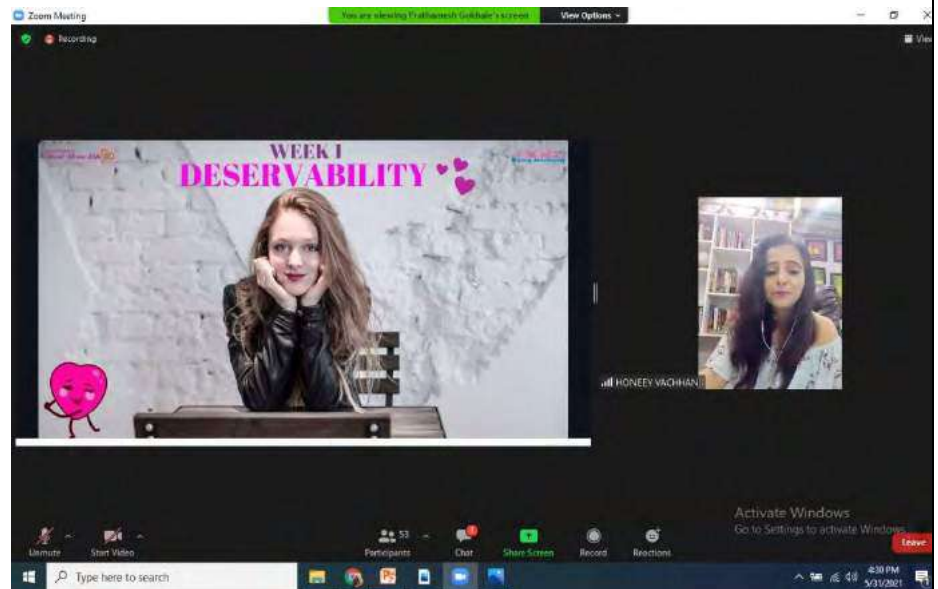 Zoom Meeting
You are viewing Prathamesh Gokhale's screen
View Options
Recording
View
WEEK 1
DESERVABILITY
HONEEY VACHHANI
Activate Windows
Go to Settings to activate Windows.
Unmute
Start Video
53
Participants
Chat
Share Screen
Record
Reactions
Leave
Type here to search
4:30 PM
5/31/2021